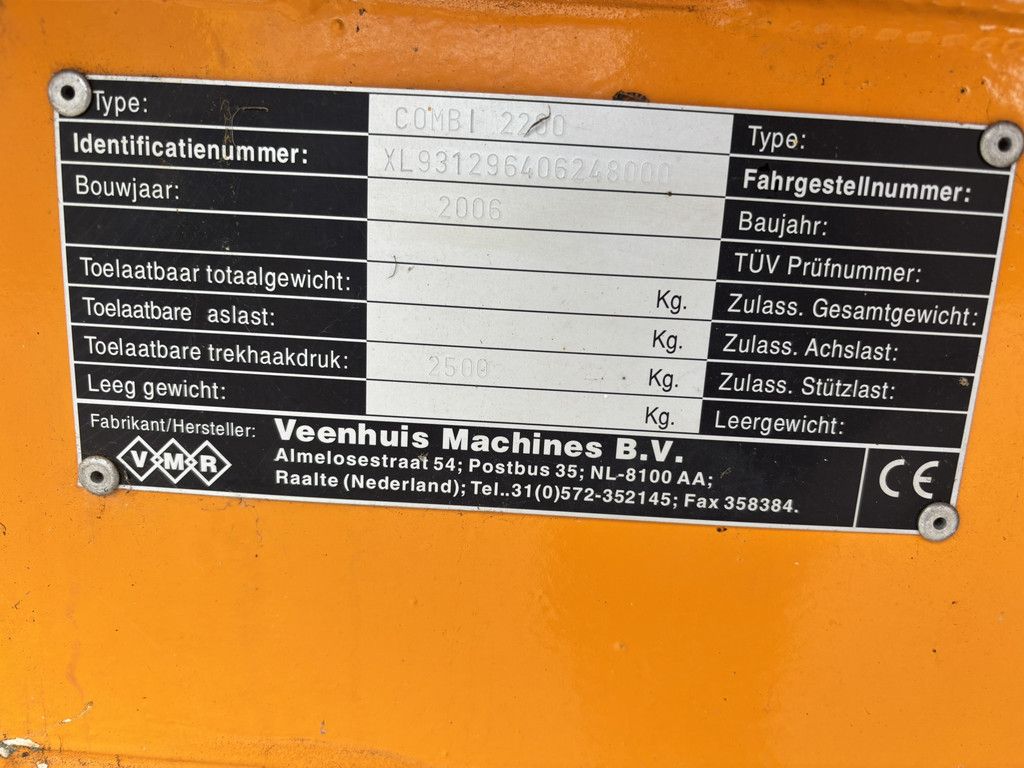 Type: COMBI 2200 Type:
Identificatienummer: XL931296406248000 Fahrgestellnummer:
Bouwjaar: 2006 Baujahr:
TÜV Prüfnummer:
Toelaatbaar totaalgewicht: Kg. Zulass. Gesamtgewicht:
Toelaatbare aslast: Kg. Zulass. Achslast:
Toelaatbare trekhaakdruk: 2500 Kg. Zulass. Stützlast:
Leeg gewicht: Kg. Leergewicht:
Fabrikant/Hersteller: Veenhuis Machines B.V.
VMR Almelosestraat 54; Postbus 35; NL-8100 AA;
Raalte (Nederland); Tel..31(0)572-352145; Fax 358384.
CE